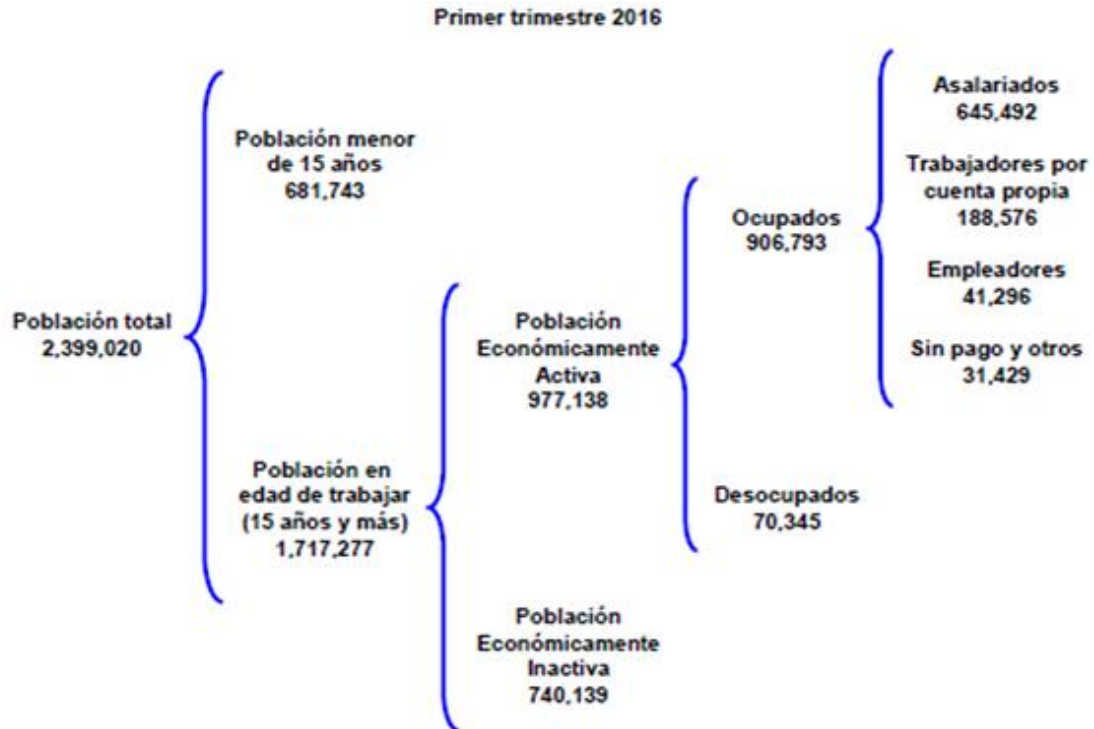 Primer trimestre 2016
Población total
2,399,020
Población menor
de 15 años
681,743
Población en
edad de trabajar
(15 años y más)
1,717,277
Población
Económicamente
Activa
977,138
Población
Económicamente
Inactiva
740,139
Ocupados
906,793
Desocupados
70,345
Asalariados
645,492
Trabajadores por
cuenta propia
188,576
Empleadores
41,296
Sin pago y otros
31,429